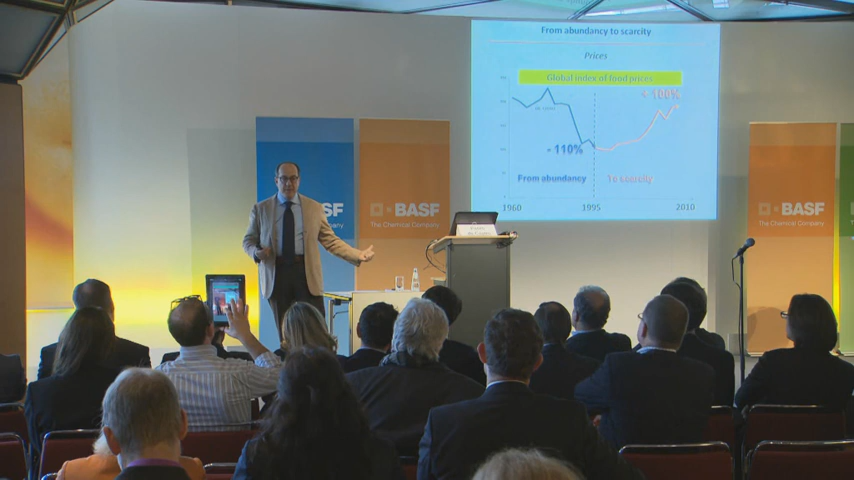 From abundancy to scarcity
Prices
Global index of food prices
+ 100%
- 110%
From abundancy
To scarcity
1960
1995
2010
SF
BASF
The Chemical Company
BASF
The Chemical Company